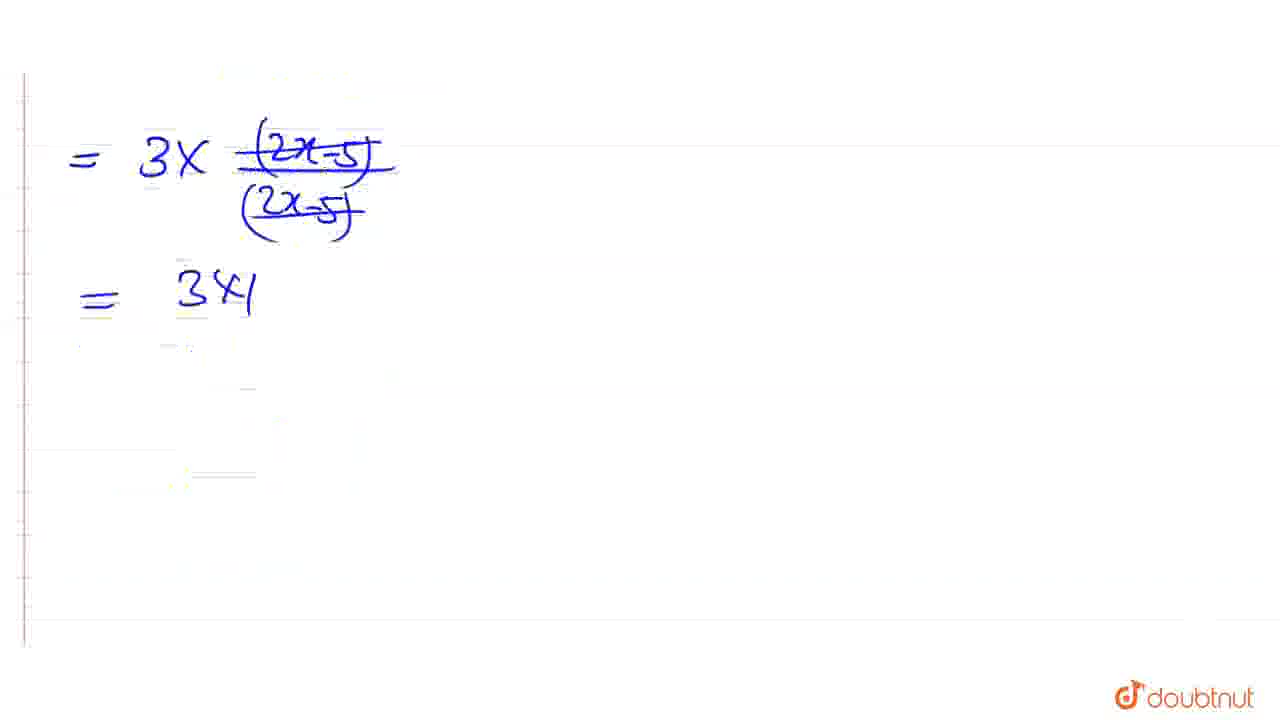 = 3× (2x-5)
(2x-5)
= 3×1
doubtnut